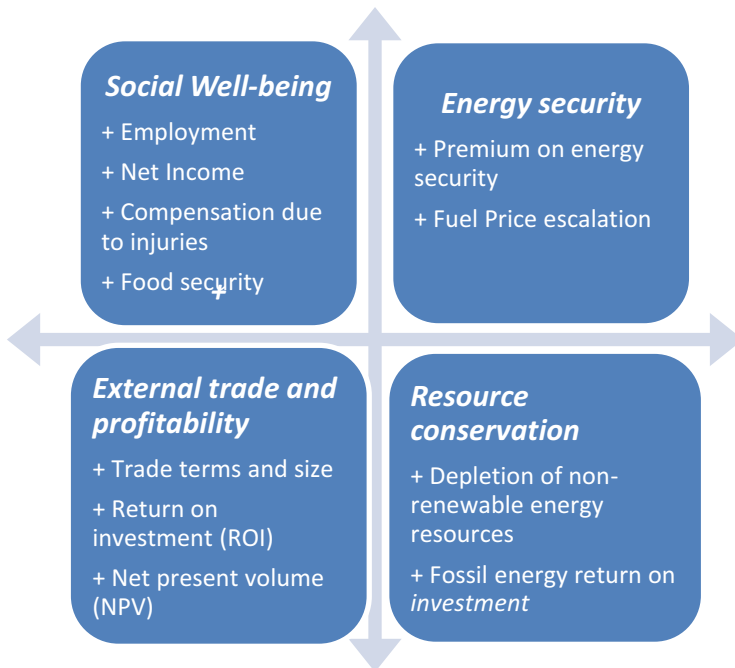 Social Well-being
+ Employment
+ Net Income
+ Compensation due
to injuries
+ Food security
+
Energy security
+ Premium on energy
security
+ Fuel Price escalation
External trade and
profitability
+ Trade terms and size
+ Return on
investment (ROI)
+ Net present volume
(NPV)
Resource
conservation
+ Depletion of non-
renewable energy
resources
+ Fossil energy return on
investment